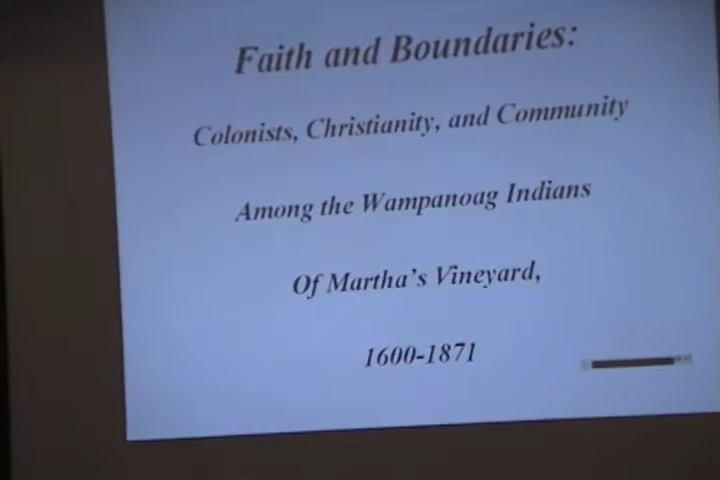 Faith and Boundaries:
Colonists, Christianity, and Community
Among the Wampanoag Indians
Of Martha's Vineyard,
1600-1871